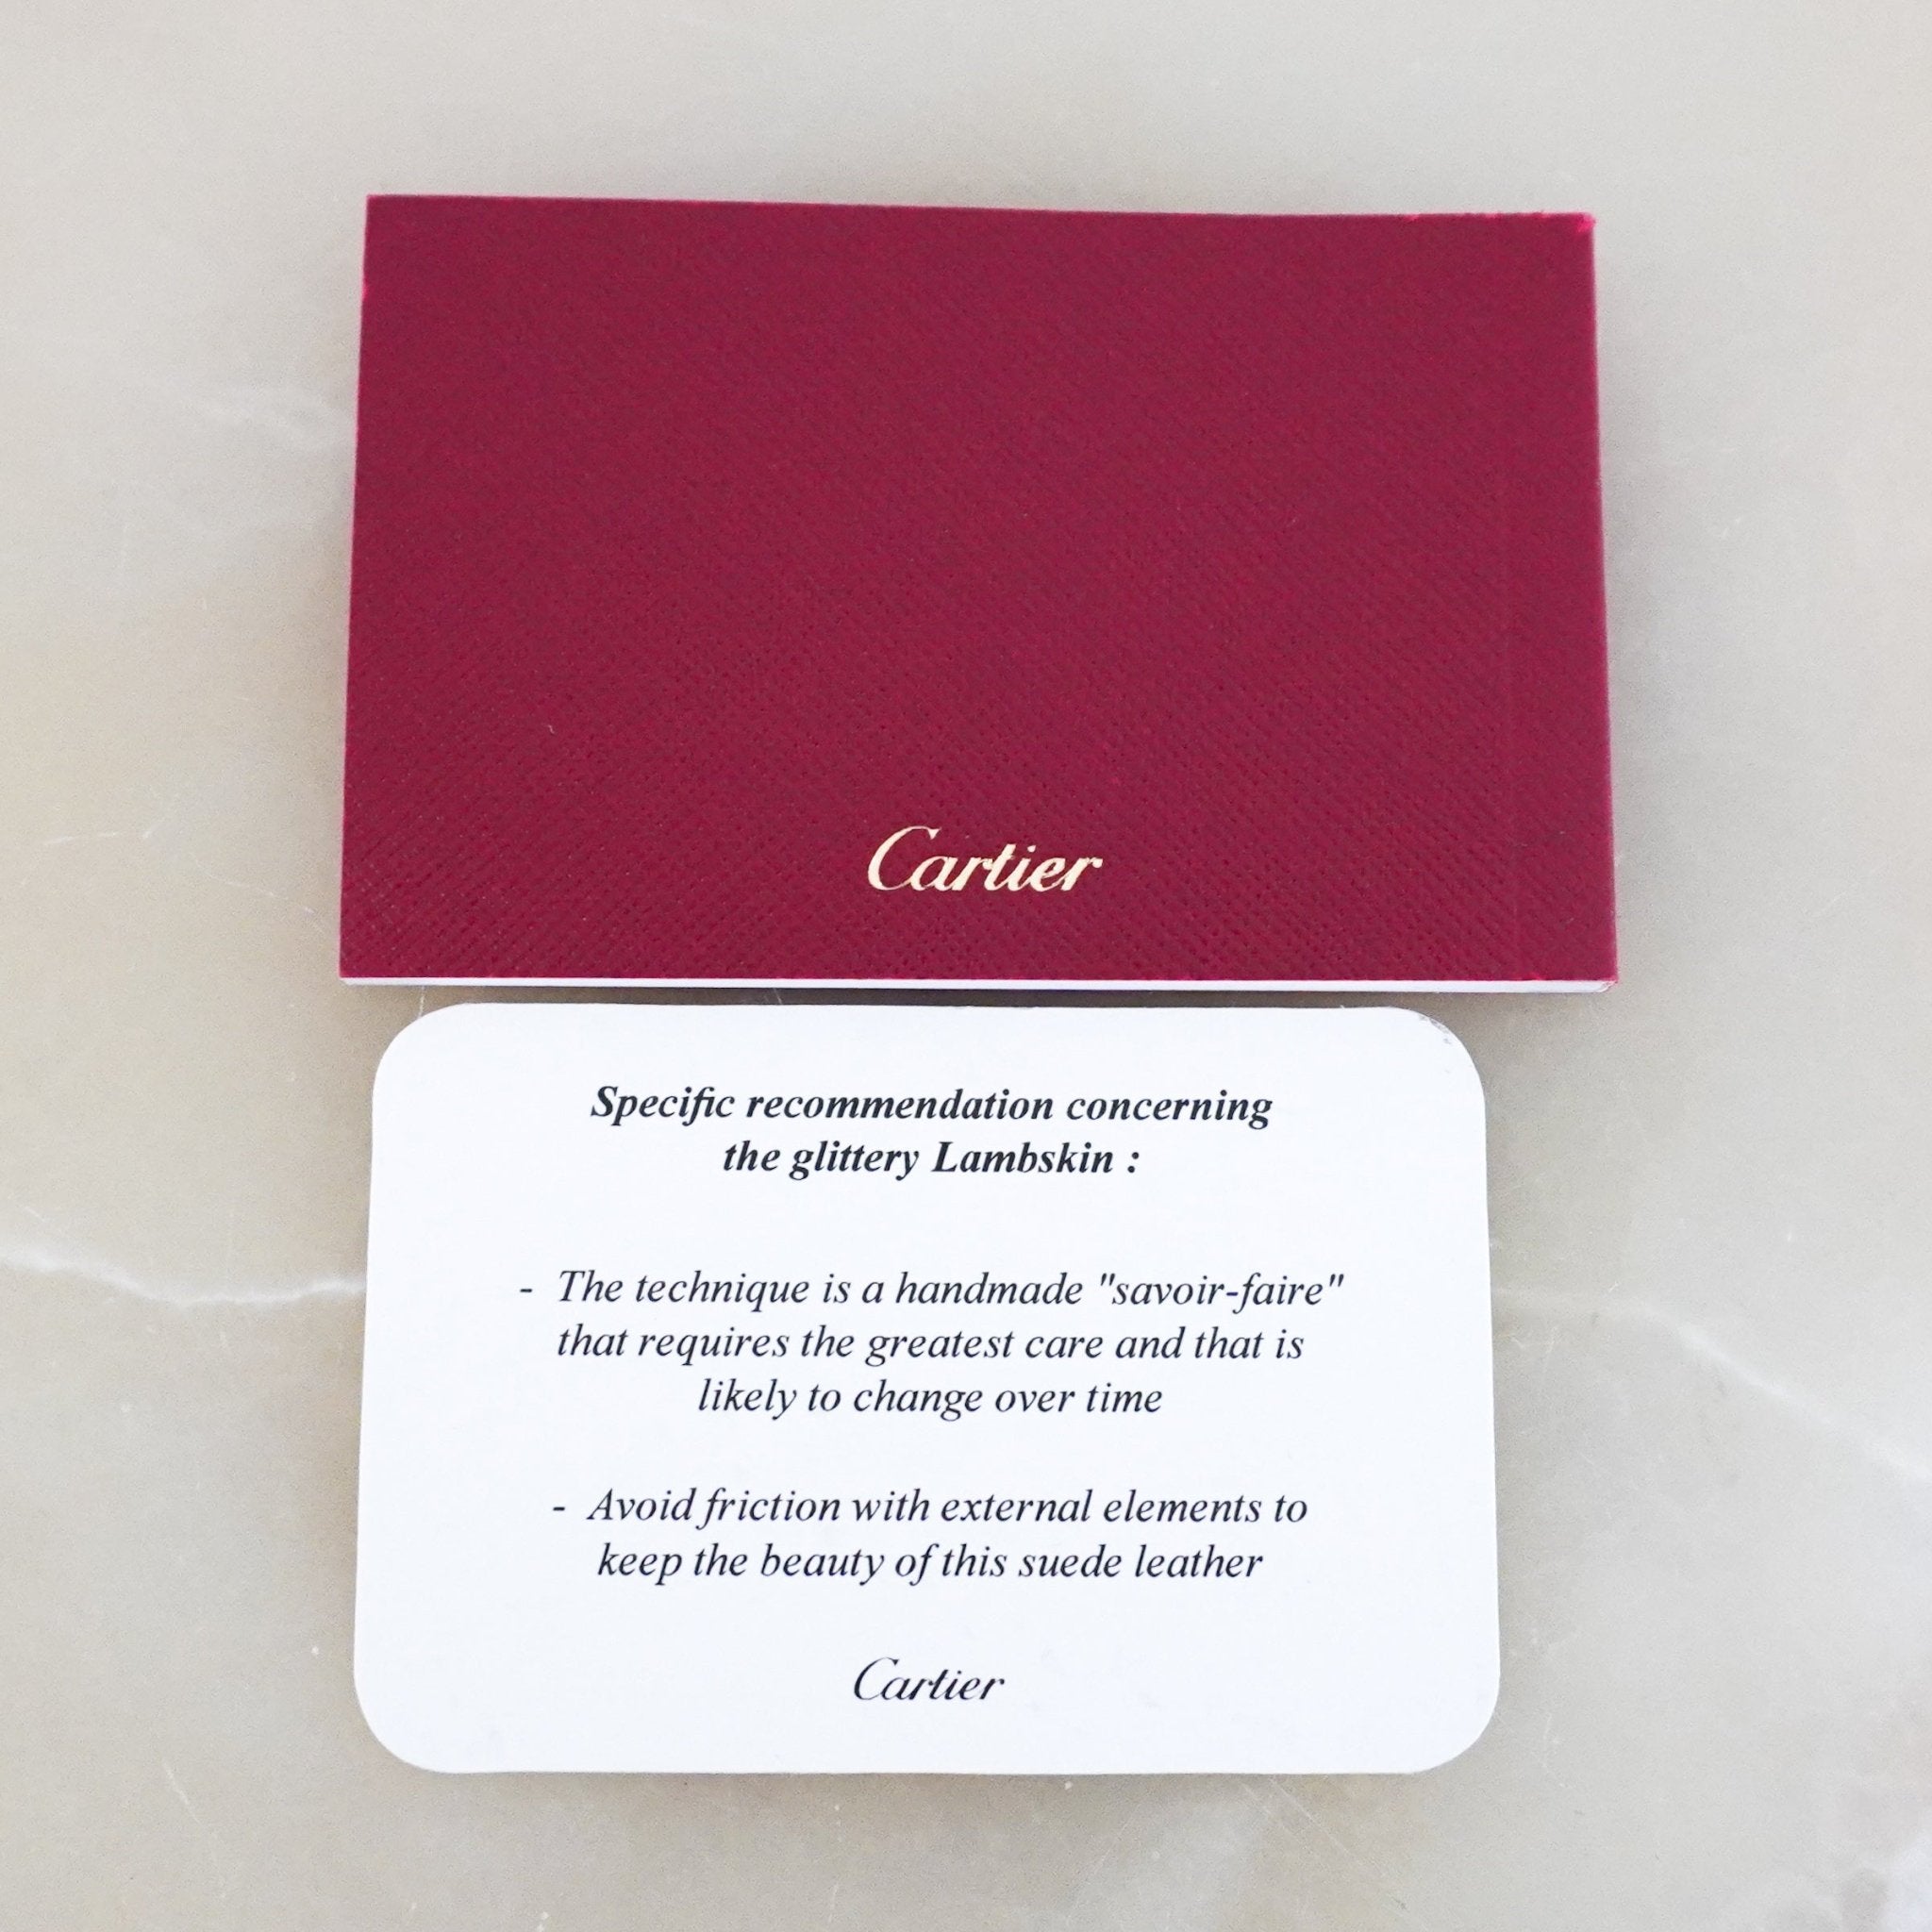 Cartier
Specific recommendation concerning
the glittery Lambskin :
- The technique is a handmade "savoir-faire"
that requires the greatest care and that is
likely to change over time
- Avoid friction with external elements to
keep the beauty of this suede leather
Cartier